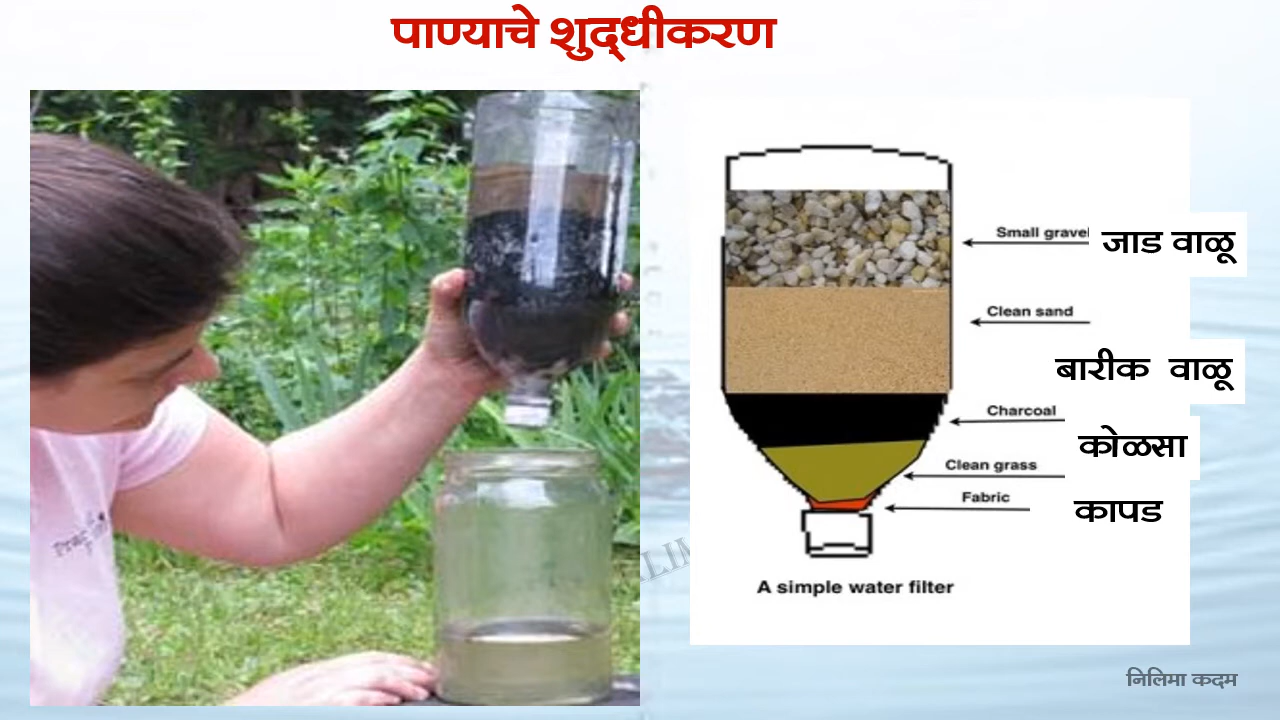 पाण्याचे शुद्धीकरण
Small gravel
जाड वाळू
Clean sand
बारीक वाळू
Charcoal
कोळसा
Clean grass
Fabric
कापड
A simple water filter
निलिमा कदम